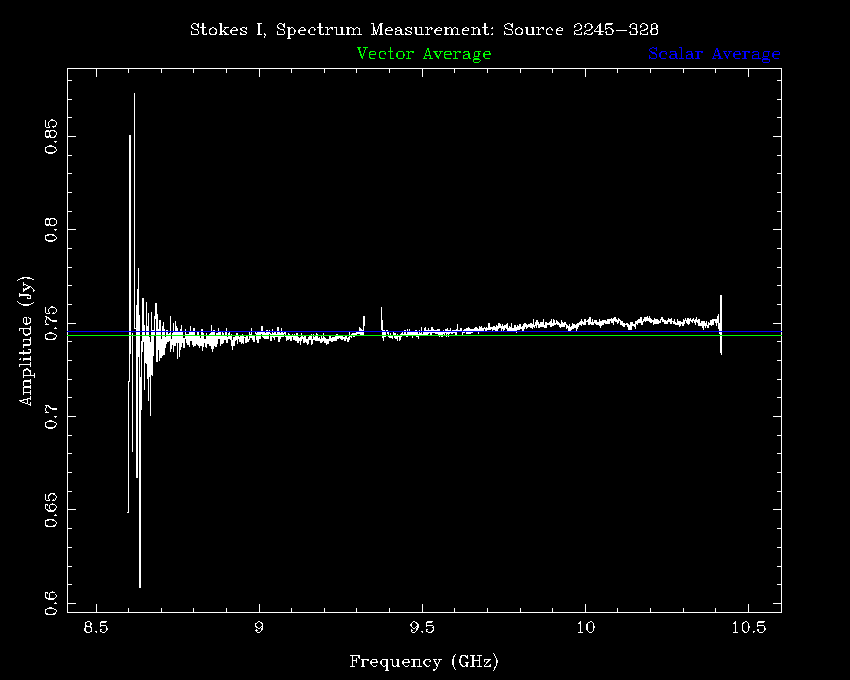 Stokes I, Spectrum Measurement: Source 2245−328
Vector Average Scalar Average
0.85
0.8
0.75
0.7
0.65
0.6
Amplitude (Jy)
8.5 9 9.5 10 10.5
Frequency (GHz)